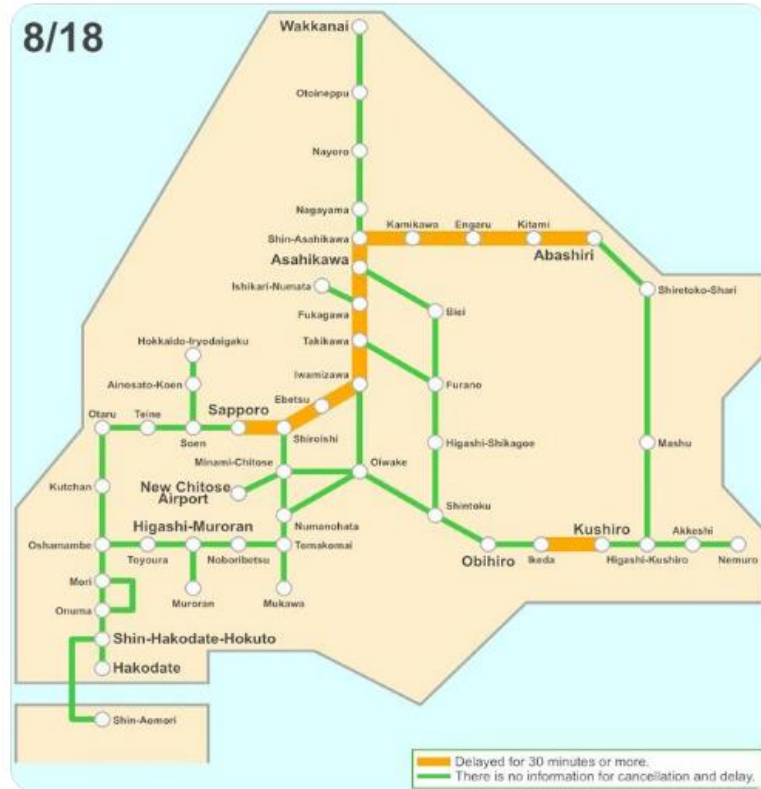 8/18
Wakkanai
Otoineppu
Nayoro
Nagayama
Shin-Asahikawa
Kamikawa
Engaru
Kitami
Abashiri
Asahikawa
Ishikari-Numata
Shiretoko-Shari
Fukagawa
Biei
Hokkaido-Iryodaigaku
Takikawa
Ainosato-Koen
Iwamizawa
Furano
Ebetsu
Sapporo
Otaru
Teine
Soen
Shiroishi
Higashi-Shikagoe
Mashu
Minami-Chitose
Oiwake
Kutchan
New Chitose
Airport
Higashi-Muroran
Numanohata
Shintoku
Kushiro
Akkeshi
Oshamambe
Toyoura
Noboribetsu
Tomakomai
Obihiro
Ikeda
Higashi-Kushiro
Nemuro
Mori
Muroran
Mukawa
Onuma
Shin-Hakodate-Hokuto
Hakodate
Shin-Aomori
Delayed for 30 minutes or more.
There is no information for cancellation and delay.